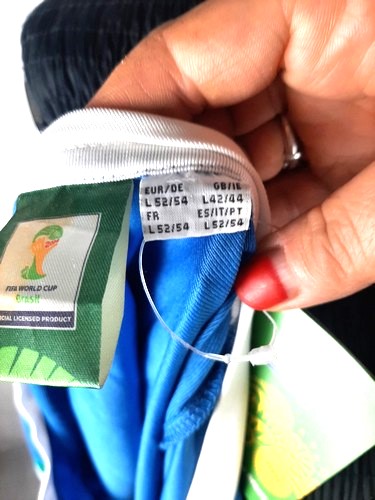 EUR/DE GB/IE
L 52/54 L 42/44
FR ES/IT/PT
L 52/54 L 52/54
FIFA WORLD CUP
Brasil
CIAL LICENSED PRODUCT